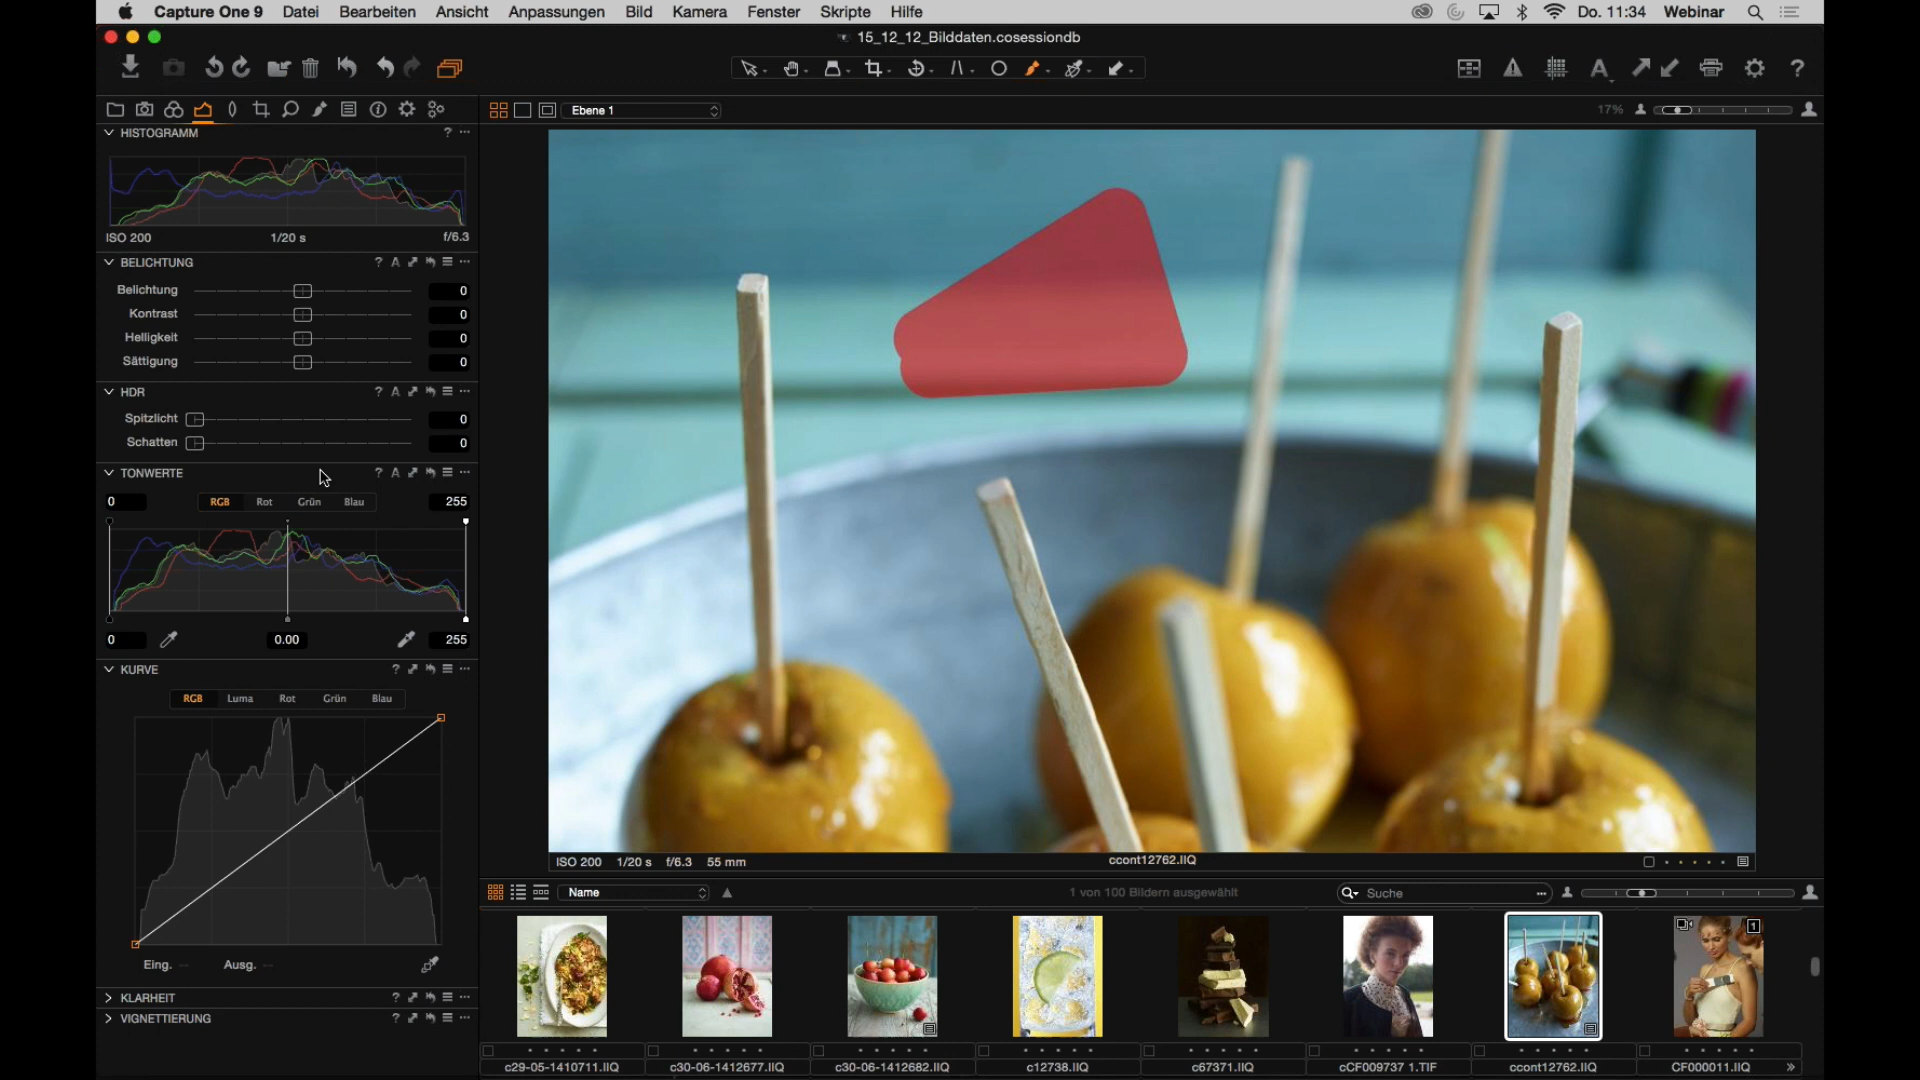 Capture One 9 Datei Bearbeiten Ansicht Anpassungen Bild Kamera Fenster Skripte Hilfe Do. 11:34 Webinar
15_12_12_Bilddaten.cosessiondb
Ebene 1
17%
HISTOGRAMM
ISO 200 1/20 s f/6.3
BELICHTUNG
Belichtung 0
Kontrast 0
Helligkeit 0
Sättigung 0
HDR
Spitzlicht 0
Schatten 0
TONWERTE
0 RGB Rot Grün Blau 255
0 0.00 255
KURVE
RGB Luma Rot Grün Blau
Eing. -- Ausg. --
KLARHEIT
VIGNETTIERUNG
ISO 200 1/20 s f/6.3 55 mm ccont12762.IIQ
Name 1 von 100 Bildern ausgewählt Suche
1
c29-05-1410711.IIQ c30-06-1412677.IIQ c30-06-1412682.IIQ c12738.IIQ c67371.IIQ cCF009737 1.TIF ccont12762.IIQ CF000011.IIQ